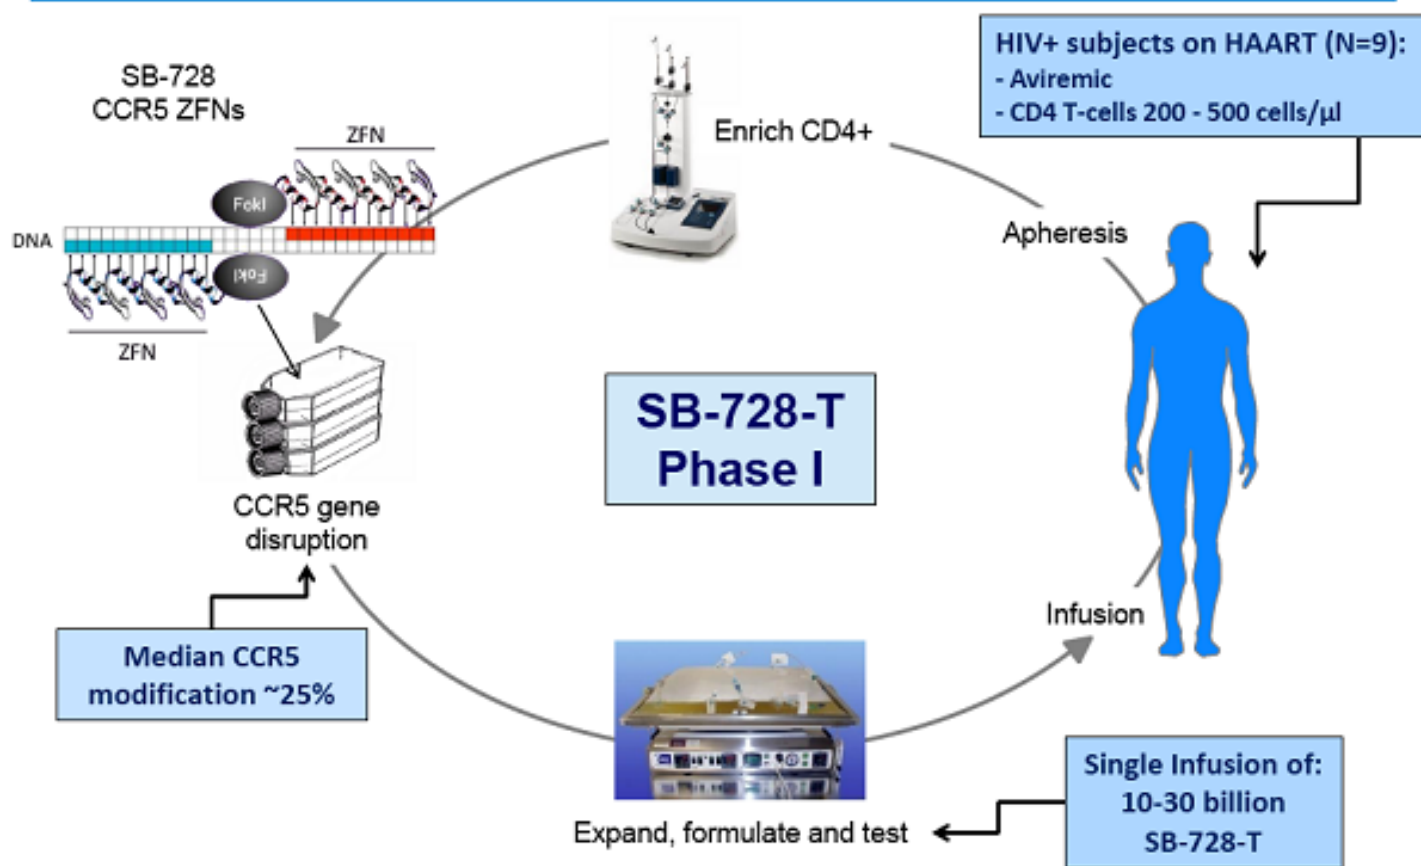 SB-728
CCR5 ZFNs
ZFN
FokI
DNA
FokI
ZFN
Enrich CD4+
HIV+ subjects on HAART (N=9):
- Aviremic
- CD4 T-cells 200 - 500 cells/µl
Apheresis
SB-728-T
Phase I
CCR5 gene
disruption
Median CCR5
modification ~25%
Infusion
Expand, formulate and test
Single Infusion of:
10-30 billion
SB-728-T